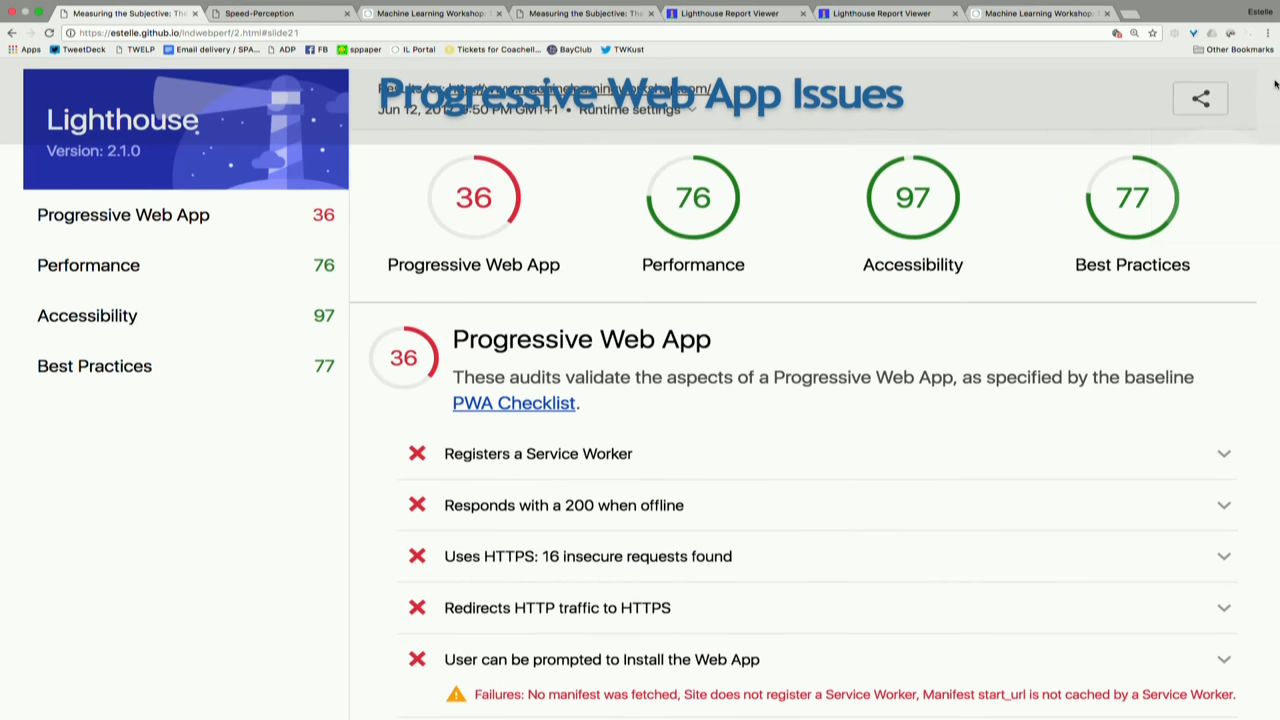 Measuring the Subjective: The
Speed-Perception
Machine Learning Workshop:
Measuring the Subjective: The
Lighthouse Report Viewer
Lighthouse Report Viewer
Machine Learning Workshop:
Estelle
https://estelle.github.io/lndwebperf/2.html#slide21
Apps
TweetDeck
TWELP
Email delivery / SPA...
ADP
FB
sppaper
IL Portal
Tickets for Coachell...
BayClub
TWKust
Other Bookmarks
Progressive Web App Issues
Jun 12, 2017
:50 PM GMT+1 • Runtime settings
Lighthouse
Version: 2.1.0
Progressive Web App 36
Performance 76
Accessibility 97
Best Practices 77
36
Progressive Web App
76
Performance
97
Accessibility
77
Best Practices
36
Progressive Web App
These audits validate the aspects of a Progressive Web App, as specified by the baseline
PWA Checklist.
Registers a Service Worker
Responds with a 200 when offline
Uses HTTPS: 16 insecure requests found
Redirects HTTP traffic to HTTPS
User can be prompted to Install the Web App
Failures: No manifest was fetched, Site does not register a Service Worker, Manifest start_url is not cached by a Service Worker.